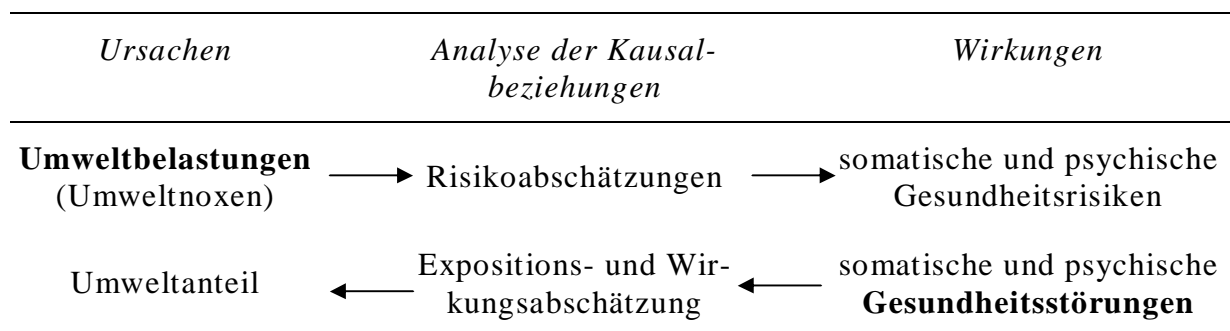 Ursachen Analyse der Kausal- Wirkungen
beziehungen
Umweltbelastungen
(Umweltnoxen)
Risikoabschätzungen
somatische und psychische
Gesundheitsrisiken
Umweltanteil
Expositions- und Wir-
kungsabschätzung
somatische und psychische
Gesundheitsstörungen